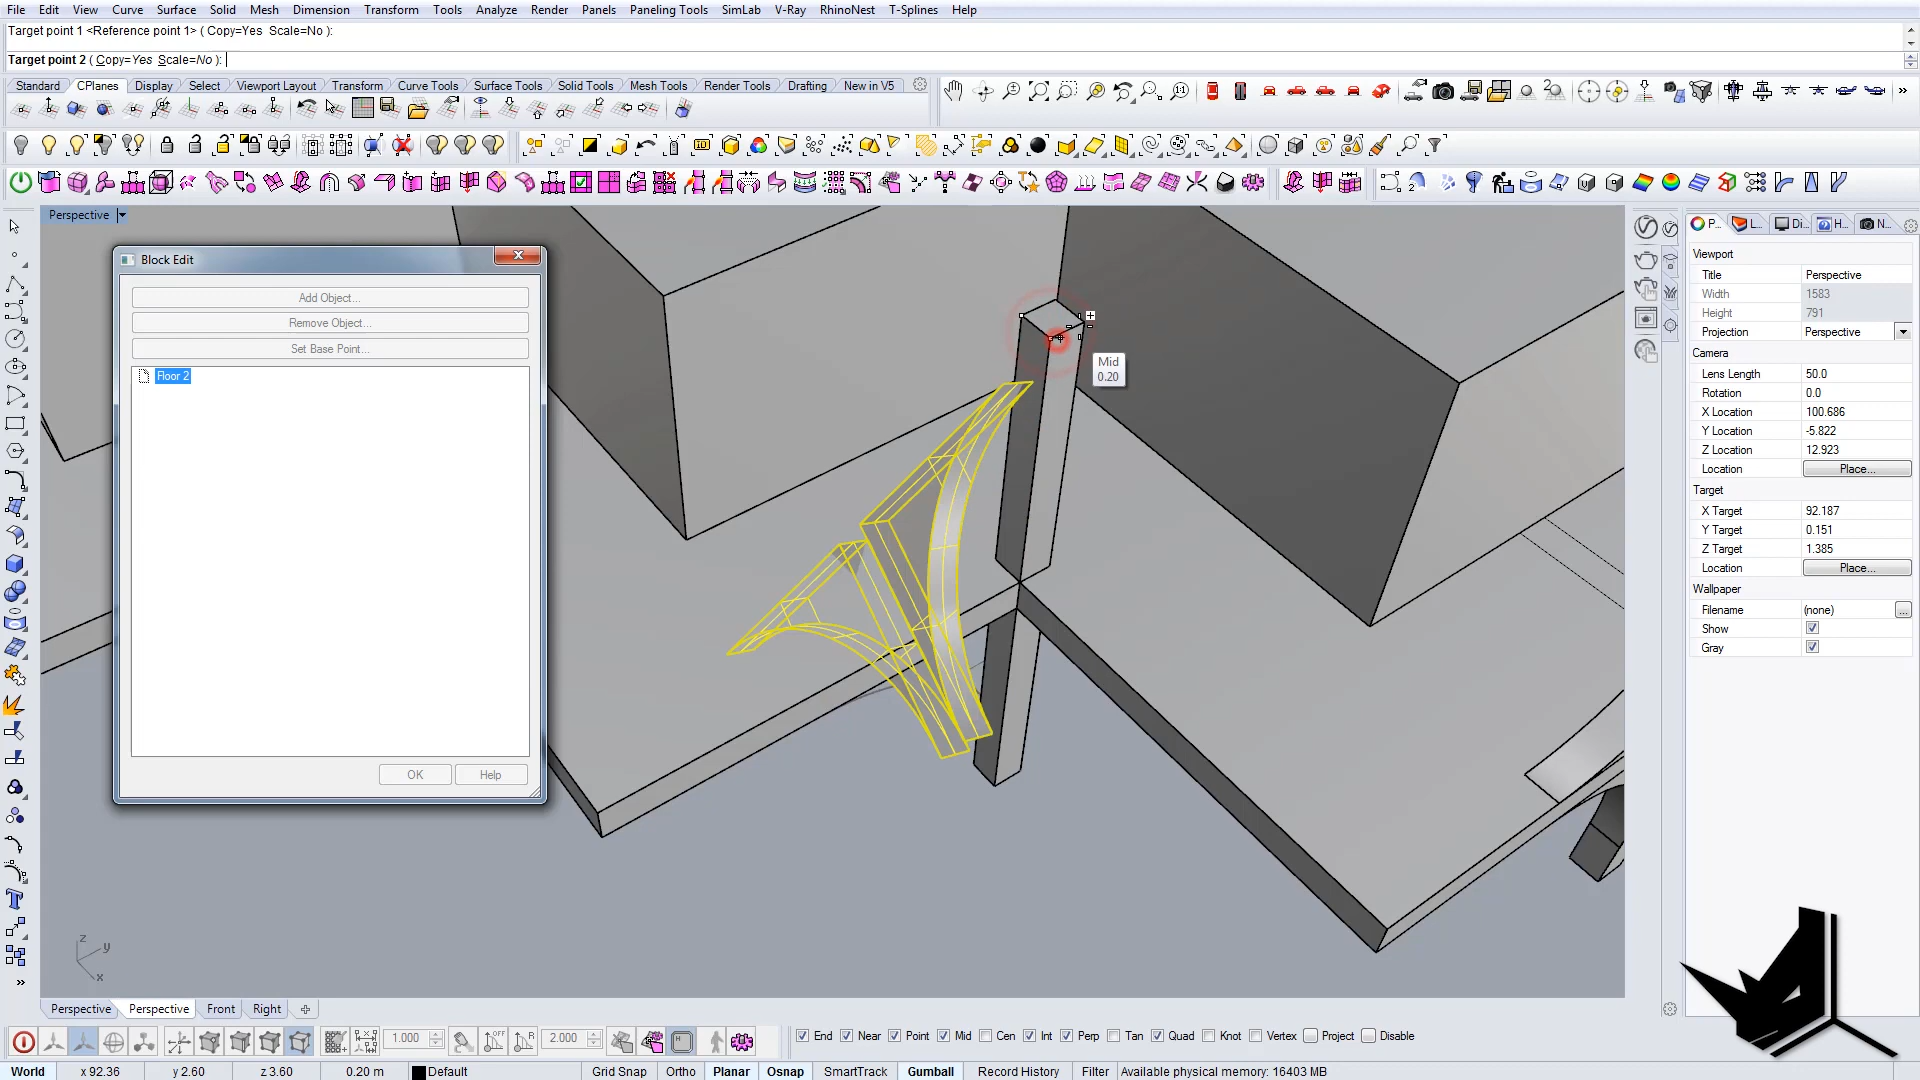 File Edit View Curve Surface Solid Mesh Dimension Transform Tools Analyze Render Panels Paneling Tools SimLab V-Ray RhinoNest T-Splines Help
Target point 1 <Reference point 1> ( Copy=Yes Scale=No ):
Target point 2 ( Copy=Yes Scale=No ):
Standard CPlanes Display Select Viewport Layout Transform Curve Tools Surface Tools Solid Tools Mesh Tools Render Tools Drafting New in V5
Perspective
Block Edit
Add Object...
Remove Object...
Set Base Point...
Floor 2
OK Help
Mid
0.20
z
y
x
P... L... Di... H... N...
Viewport
Title Perspective
Width 1583
Height 791
Projection Perspective
Camera
Lens Length 50.0
Rotation 0.0
X Location 100.686
Y Location -5.822
Z Location 12.923
Location Place...
Target
X Target 92.187
Y Target 0.151
Z Target 1.385
Location Place...
Wallpaper
Filename (none) ...
Show
Gray
Perspective Perspective Front Right
1.000 2.000 End Near Point Mid Cen Int Perp Tan Quad Knot Vertex Project Disable
World x 92.36 y 2.60 z 3.60 0.20 m Default Grid Snap Ortho Planar Osnap SmartTrack Gumball Record History Filter Available physical memory: 16403 MB